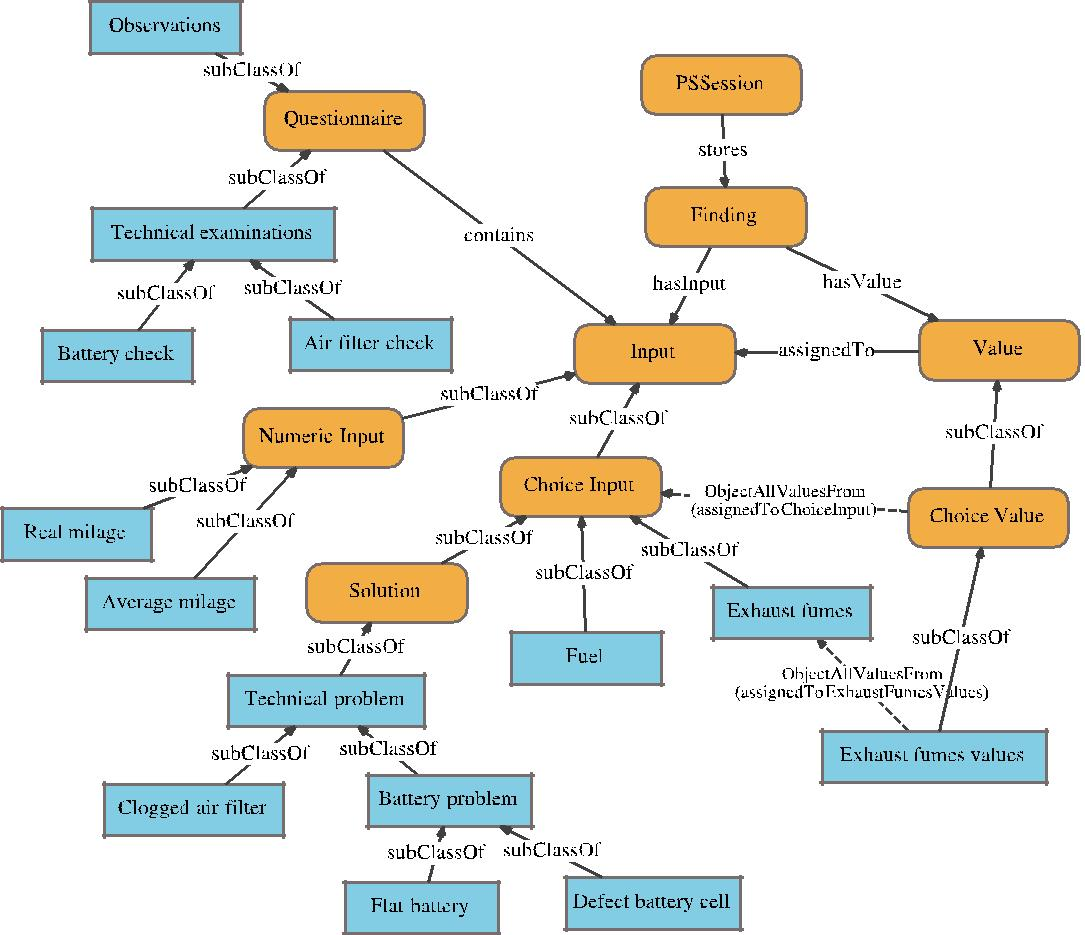 Observations
subClassOf
PSSession
Questionnaire
stores
subClassOf
Finding
Technical examinations
contains
hasInput
hasValue
subClassOf
subClassOf
Battery check
Air filter check
Input
assignedTo
Value
subClassOf
subClassOf
subClassOf
Numeric Input
subClassOf
Choice Input
ObjectAllValuesFrom
(assignedToChoiceInput)
Choice Value
subClassOf
Real milage
subClassOf
subClassOf
subClassOf
Average milage
Solution
Exhaust fumes
subClassOf
subClassOf
Fuel
ObjectAllValuesFrom
(assignedToExhaustFumesValues)
Technical problem
subClassOf
subClassOf
Exhaust fumes values
Clogged air filter
Battery problem
subClassOf
subClassOf
Flat battery
Defect battery cell